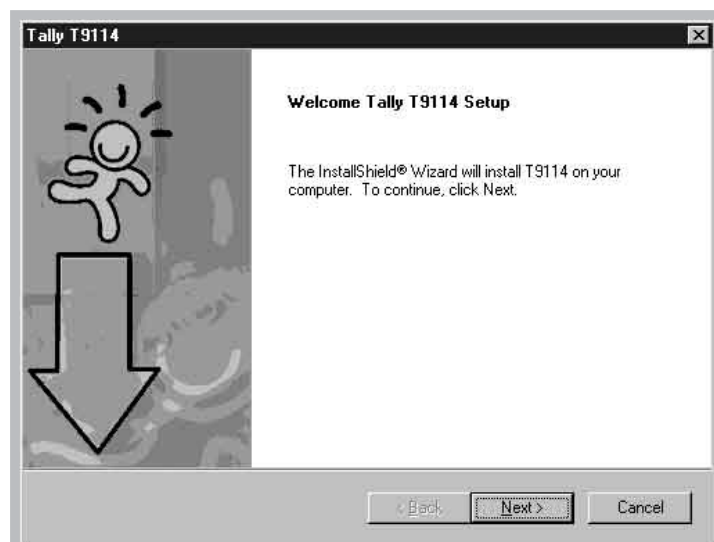 Tally T9114
Welcome Tally T9114 Setup
The InstallShield® Wizard will install T9114 on your
computer. To continue, click Next.
< Back
Next >
Cancel